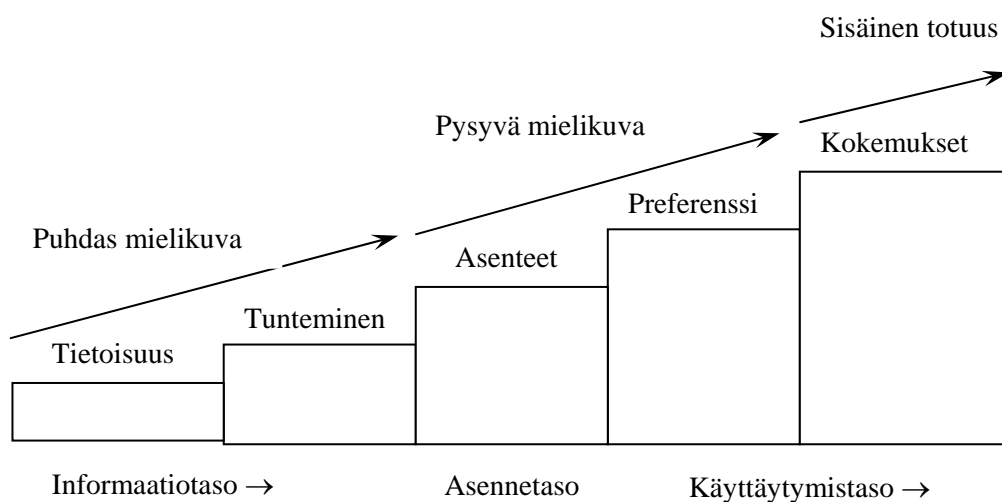 Sisäinen totuus
Pysyvä mielikuva
Kokemukset
Preferenssi
Puhdas mielikuva
Asenteet
Tunteminen
Tietoisuus
Informaatiotaso →
Asennetaso
Käyttäytymistaso →